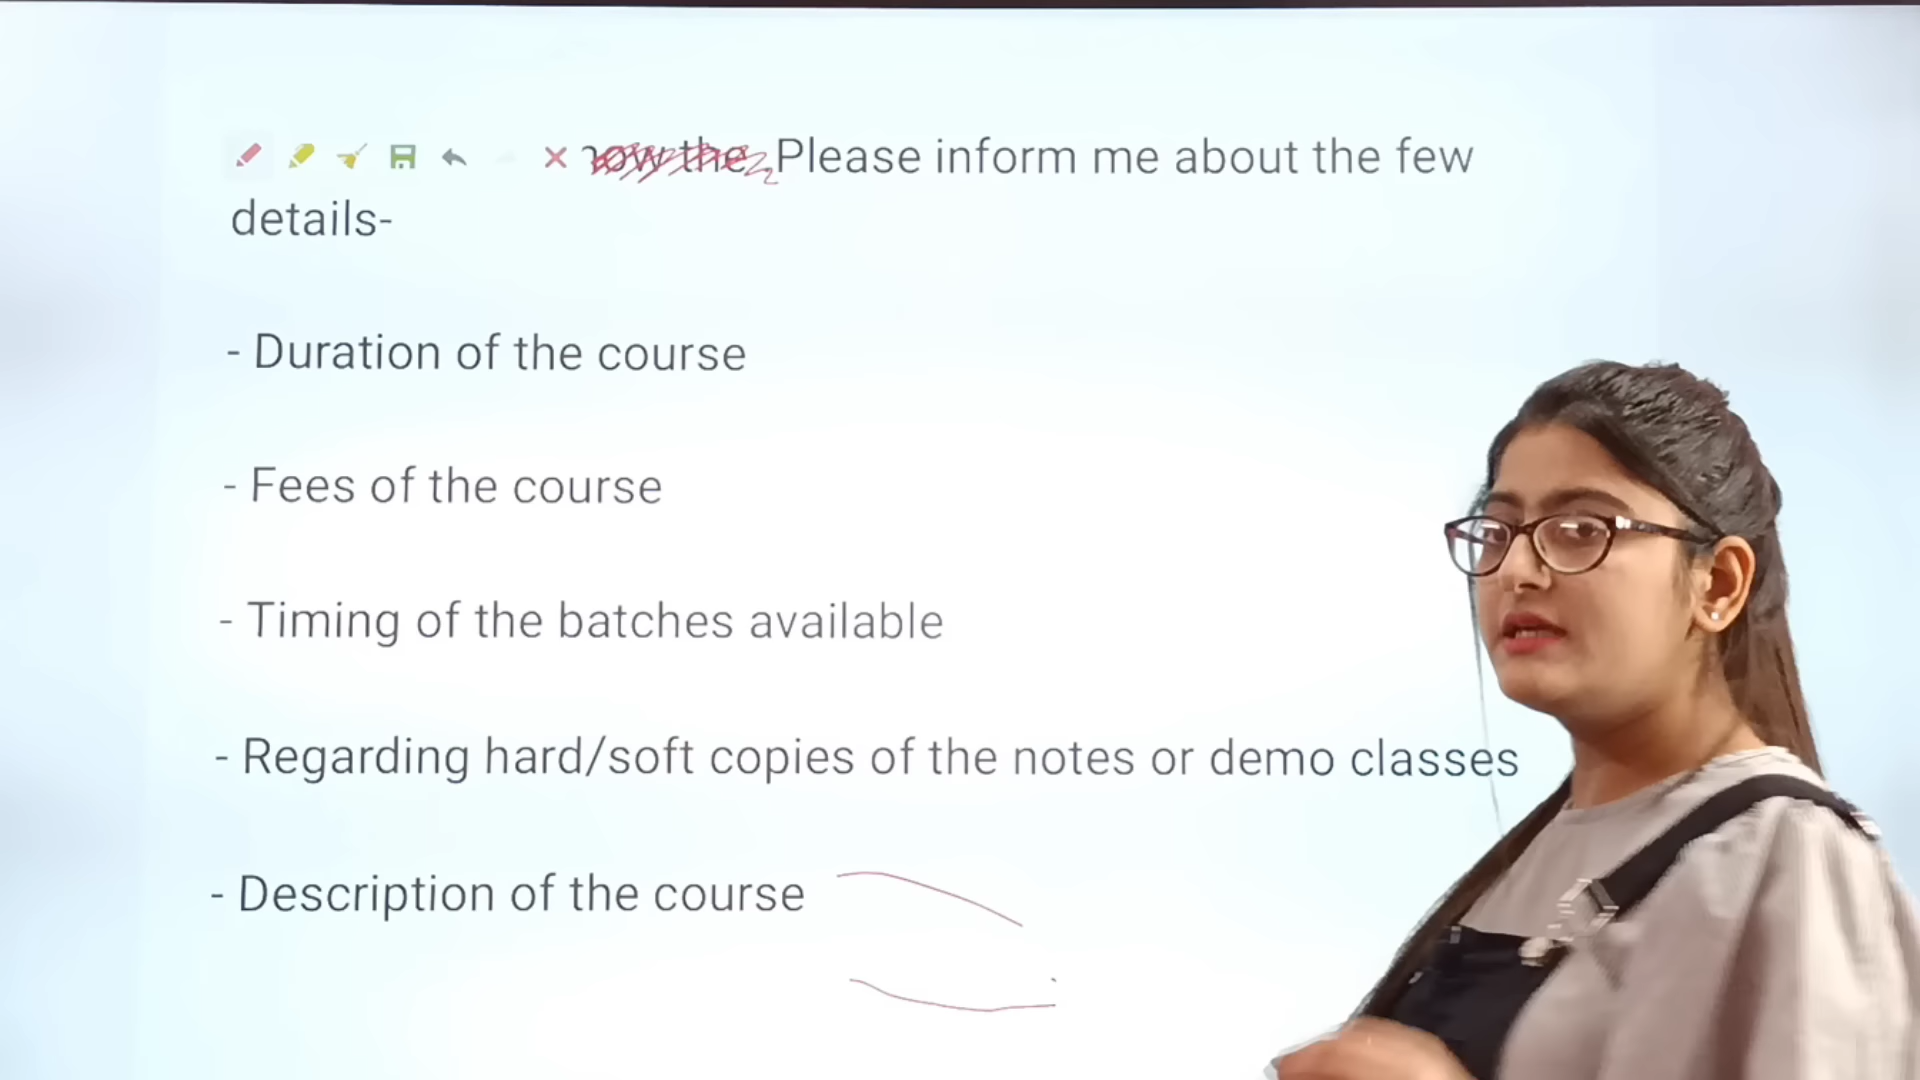 the Please inform me about the few
details-
- Duration of the course
- Fees of the course
- Timing of the batches available
- Regarding hard/soft copies of the notes or demo classes
- Description of the course